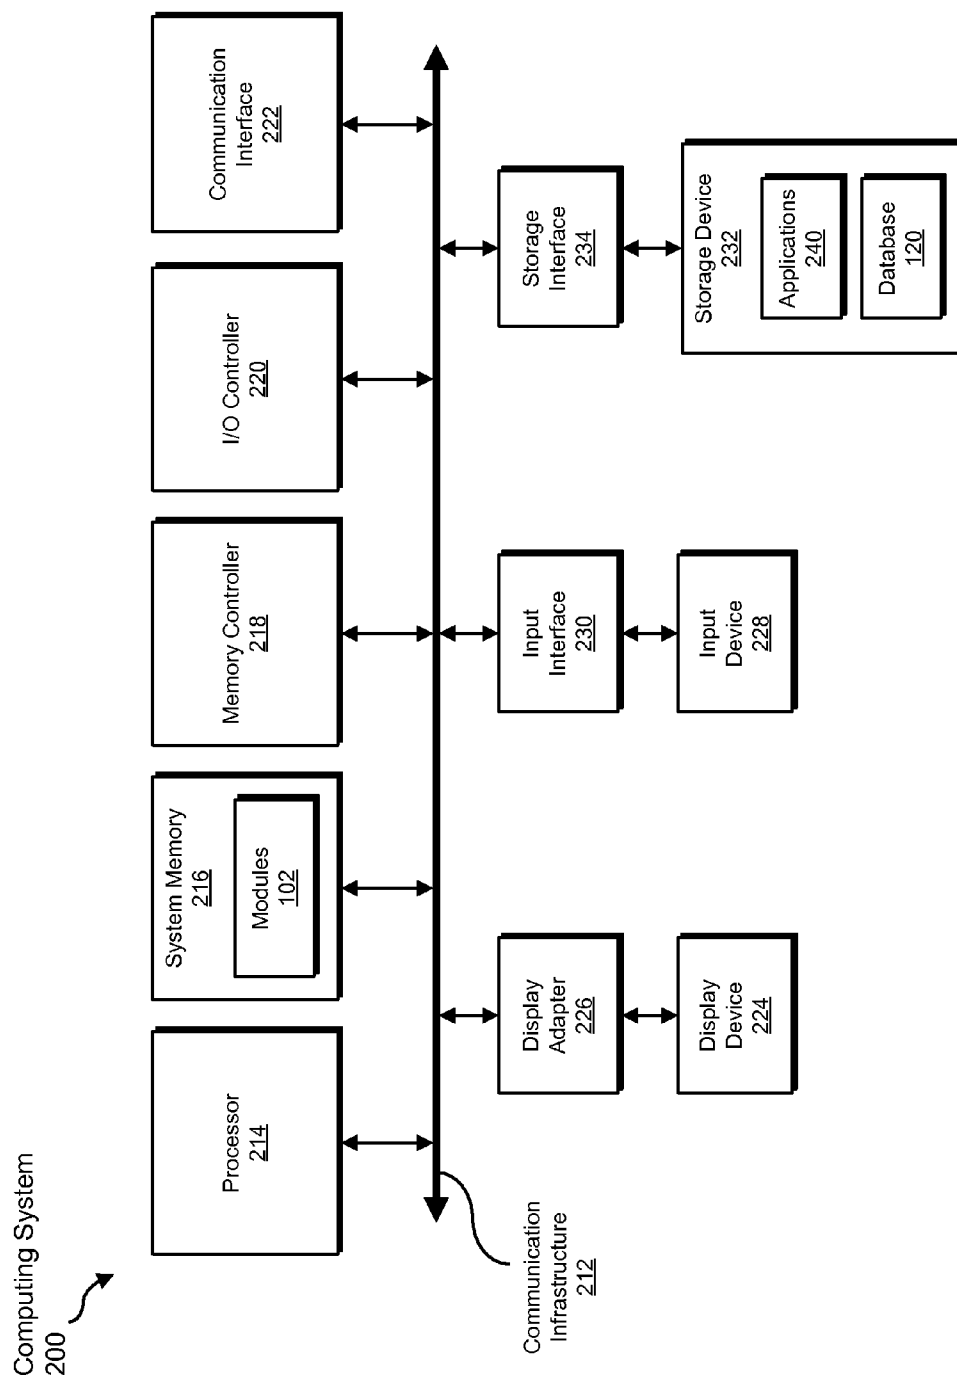 Computing System
200
Processor
214
System Memory
216
Modules
102
Memory Controller
218
I/O Controller
220
Communication
Interface
222
Communication
Infrastructure
212
Display
Adapter
226
Input
Interface
230
Storage
Interface
234
Display
Device
224
Input
Device
228
Storage Device
232
Applications
240
Database
120